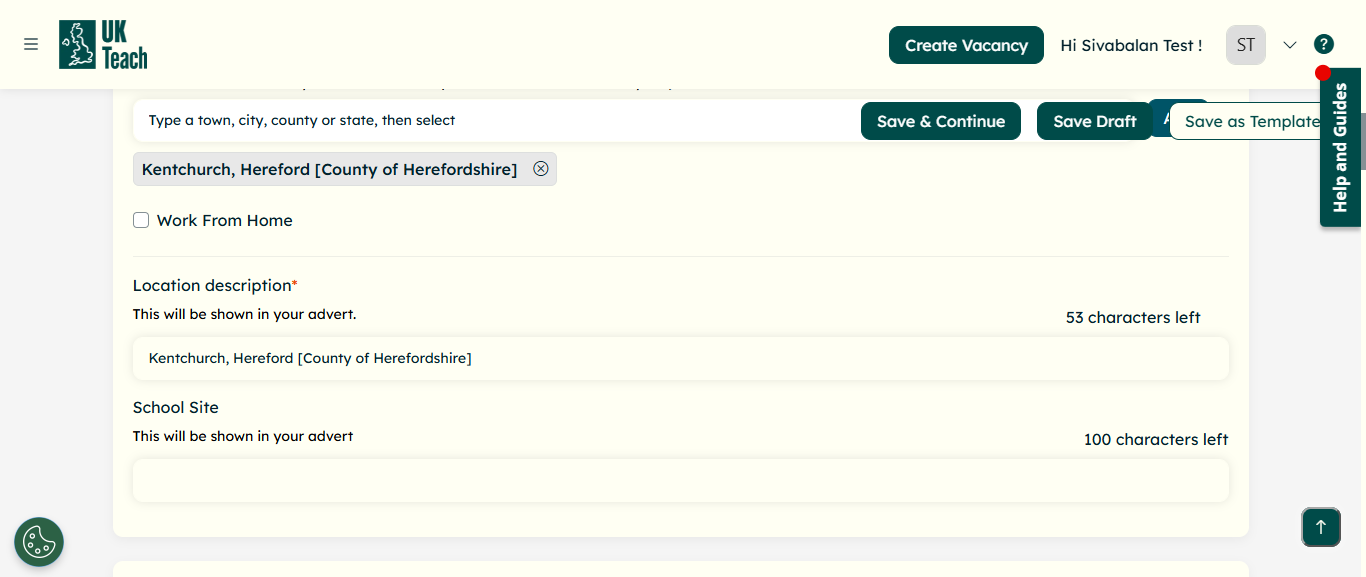 UK
Teach
Create Vacancy
Hi Sivabalan Test !
ST
?
Help and Guides
Type a town, city, county or state, then select
Save & Continue
Save Draft
Save as Template
Kentchurch, Hereford [County of Herefordshire]
Work From Home
Location description*
This will be shown in your advert.
53 characters left
Kentchurch, Hereford [County of Herefordshire]
School Site
This will be shown in your advert
100 characters left